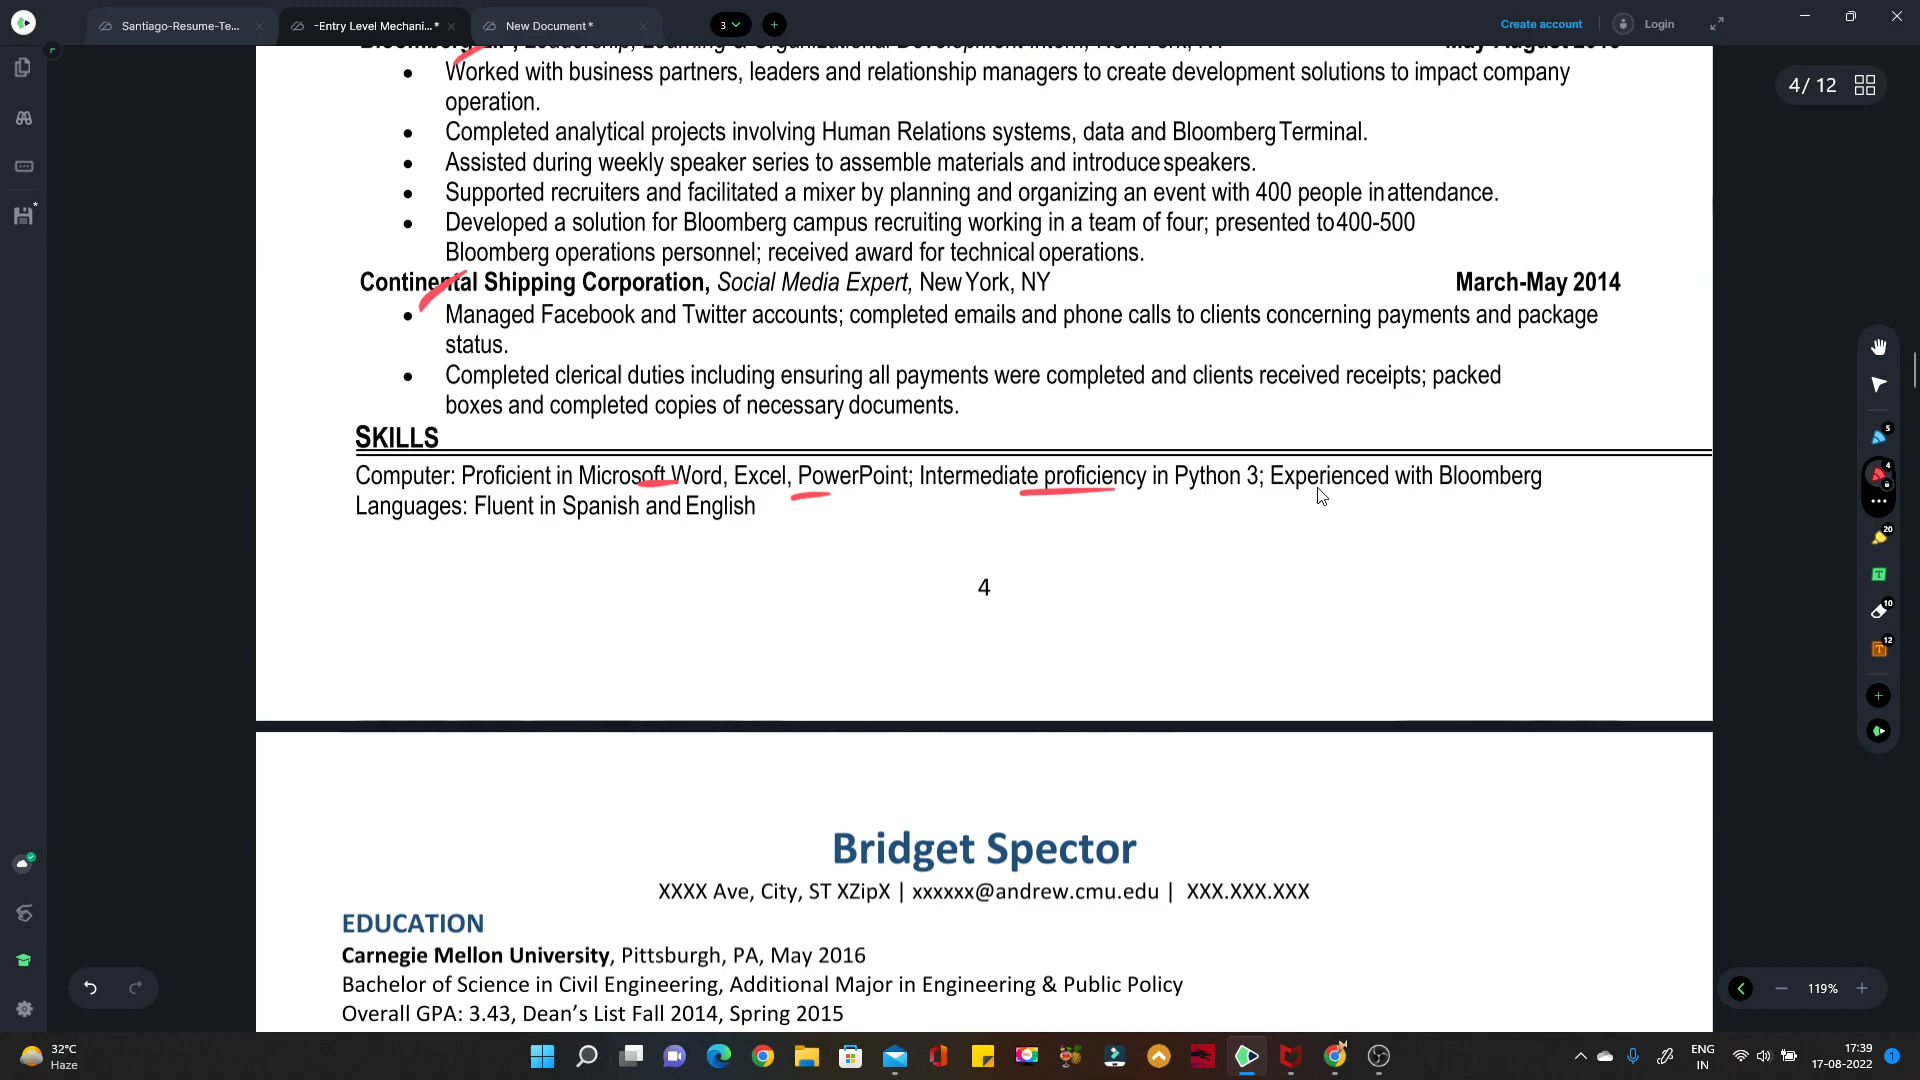 Santiago-Resume-Te...
-Entry Level Mechani...*
New Document*
3
Create account
Login
4/ 12
Worked with business partners, leaders and relationship managers to create development solutions to impact company
operation.
Completed analytical projects involving Human Relations systems, data and Bloomberg Terminal.
Assisted during weekly speaker series to assemble materials and introduce speakers.
Supported recruiters and facilitated a mixer by planning and organizing an event with 400 people in attendance.
Developed a solution for Bloomberg campus recruiting working in a team of four; presented to 400-500
Bloomberg operations personnel; received award for technical operations.
Continental Shipping Corporation, Social Media Expert, New York, NY March-May 2014
Managed Facebook and Twitter accounts; completed emails and phone calls to clients concerning payments and package
status.
Completed clerical duties including ensuring all payments were completed and clients received receipts; packed
boxes and completed copies of necessary documents.
SKILLS
Computer: Proficient in Microsoft Word, Excel, PowerPoint; Intermediate proficiency in Python 3; Experienced with Bloomberg
Languages: Fluent in Spanish and English
4
Bridget Spector
XXXX Ave, City, ST XZipX | xxxxxx@andrew.cmu.edu | XXX.XXX.XXX
EDUCATION
Carnegie Mellon University, Pittsburgh, PA, May 2016
Bachelor of Science in Civil Engineering, Additional Major in Engineering & Public Policy
Overall GPA: 3.43, Dean's List Fall 2014, Spring 2015
5
4
20
10
12
119%
32°C
Haze
ENG
IN
17:39
17-08-2022
1